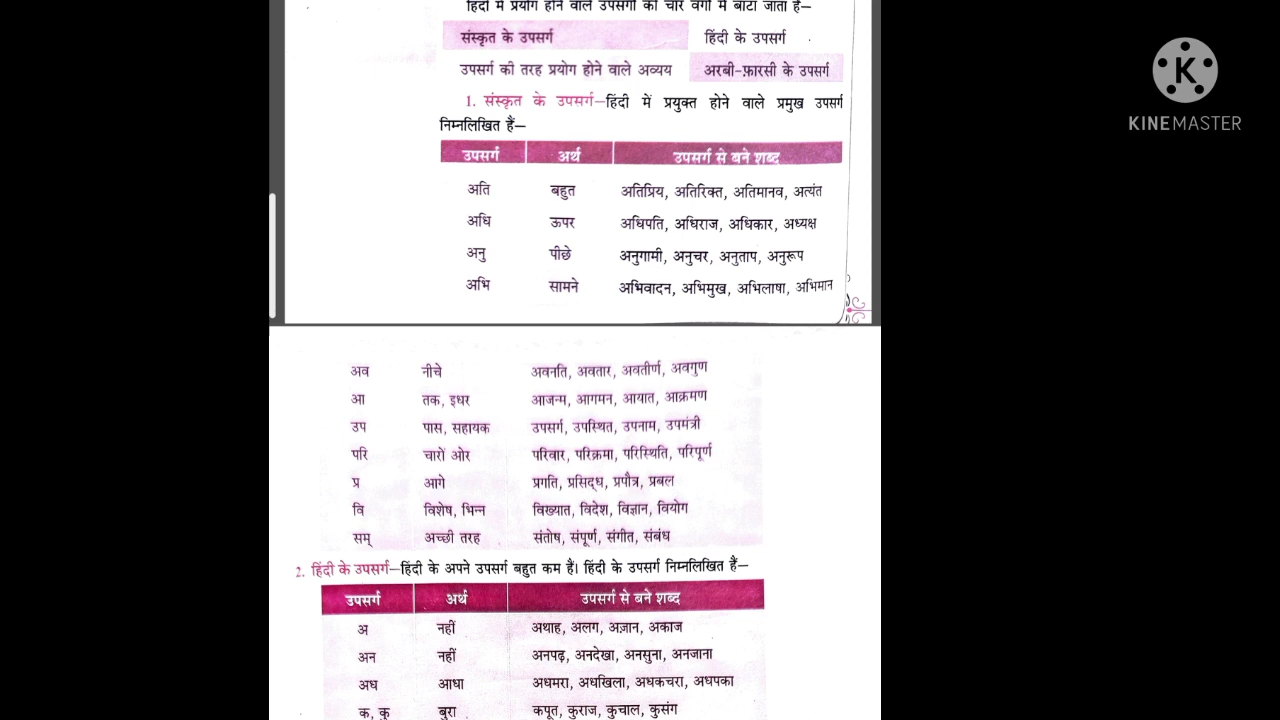 हिंदी में प्रयोग होने वाले उपसर्गों को चार वर्गों में बाँटा जाता है—
संस्कृत के उपसर्ग हिंदी के उपसर्ग
उपसर्ग की तरह प्रयोग होने वाले अव्यय अरबी-फ़ारसी के उपसर्ग
1. संस्कृत के उपसर्ग—हिंदी में प्रयुक्त होने वाले प्रमुख उपसर्ग
निम्नलिखित हैं—
उपसर्ग अर्थ उपसर्ग से बने शब्द
अति बहुत अतिप्रिय, अतिरिक्त, अतिमानव, अत्यंत
अधि ऊपर अधिपति, अधिराज, अधिकार, अध्यक्ष
अनु पीछे अनुगामी, अनुचर, अनुताप, अनुरूप
अभि सामने अभिवादन, अभिमुख, अभिलाषा, अभिमान
अव नीचे अवनति, अवतार, अवतीर्ण, अवगुण
आ तक, इधर आजन्म, आगमन, आयात, आक्रमण
उप पास, सहायक उपसर्ग, उपस्थित, उपनाम, उपमंत्री
परि चारों ओर परिवार, परिक्रमा, परिस्थिति, परिपूर्ण
प्र आगे प्रगति, प्रसिद्ध, प्रपौत्र, प्रबल
वि विशेष, भिन्न विख्यात, विदेश, विज्ञान, वियोग
सम् अच्छी तरह संतोष, संपूर्ण, संगीत, संबंध
2. हिंदी के उपसर्ग—हिंदी के अपने उपसर्ग बहुत कम हैं। हिंदी के उपसर्ग निम्नलिखित हैं—
उपसर्ग अर्थ उपसर्ग से बने शब्द
अ नहीं अथाह, अलग, अज्ञान, अकाज
अन नहीं अनपढ़, अनदेखा, अनसुना, अनजाना
अध आधा अधमरा, अधखिला, अधकचरा, अधपका
क, कु बुरा कपूत, कुराज, कुचाल, कुसंग
K
KINEMASTER